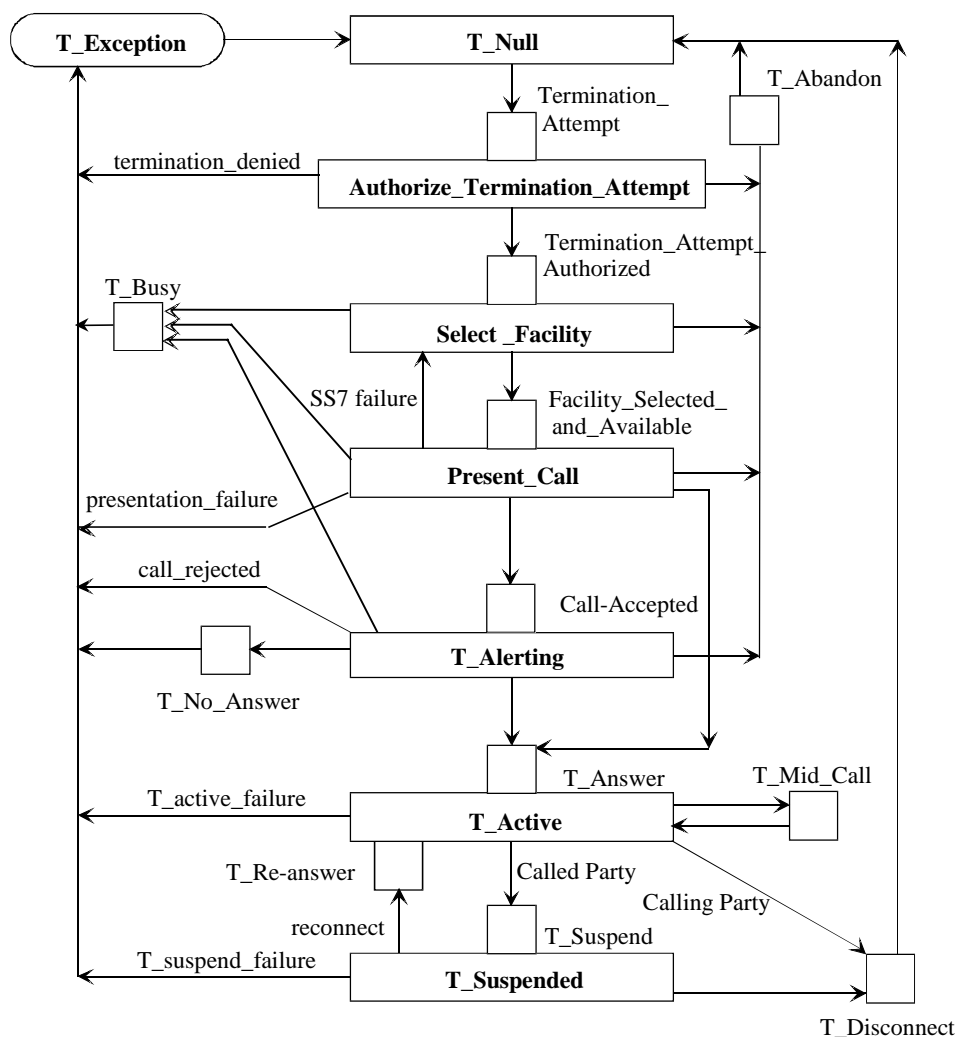 T_Exception
T_Null
T_Abandon
Termination_
Attempt
termination_denied
Authorize_Termination_Attempt
Termination_Attempt_
Authorized
T_Busy
Select _Facility
SS7 failure
Facility_Selected_
and_Available
Present_Call
presentation_failure
call_rejected
Call-Accepted
T_Alerting
T_No_Answer
T_Answer
T_Mid_Call
T_active_failure
T_Active
T_Re-answer
Called Party
Calling Party
reconnect
T_Suspend
T_suspend_failure
T_Suspended
T_Disconnect